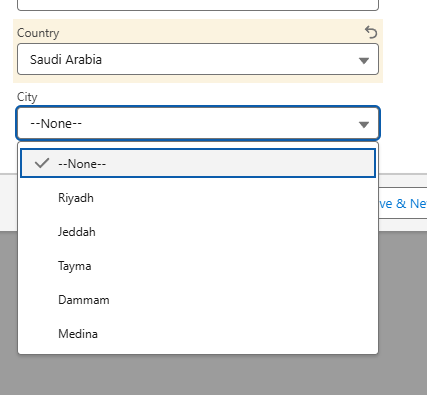 Country
Saudi Arabia
City
--None--
--None--
Riyadh
Jeddah
Tayma
Dammam
Medina
ve & Ne